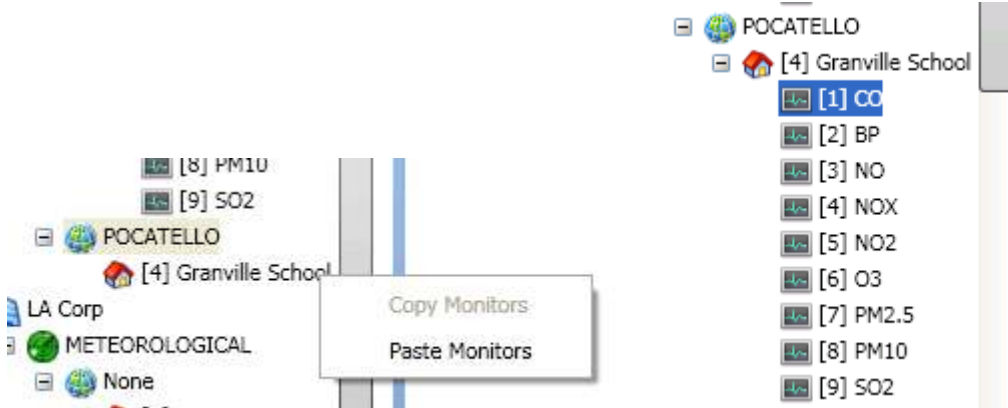 [8] PM10
[9] SO2
POCATELLO
[4] Granville School
LA Corp
METEOROLOGICAL
None
Copy Monitors
Paste Monitors
POCATELLO
[4] Granville School
[1] CO
[2] BP
[3] NO
[4] NOX
[5] NO2
[6] O3
[7] PM2.5
[8] PM10
[9] SO2